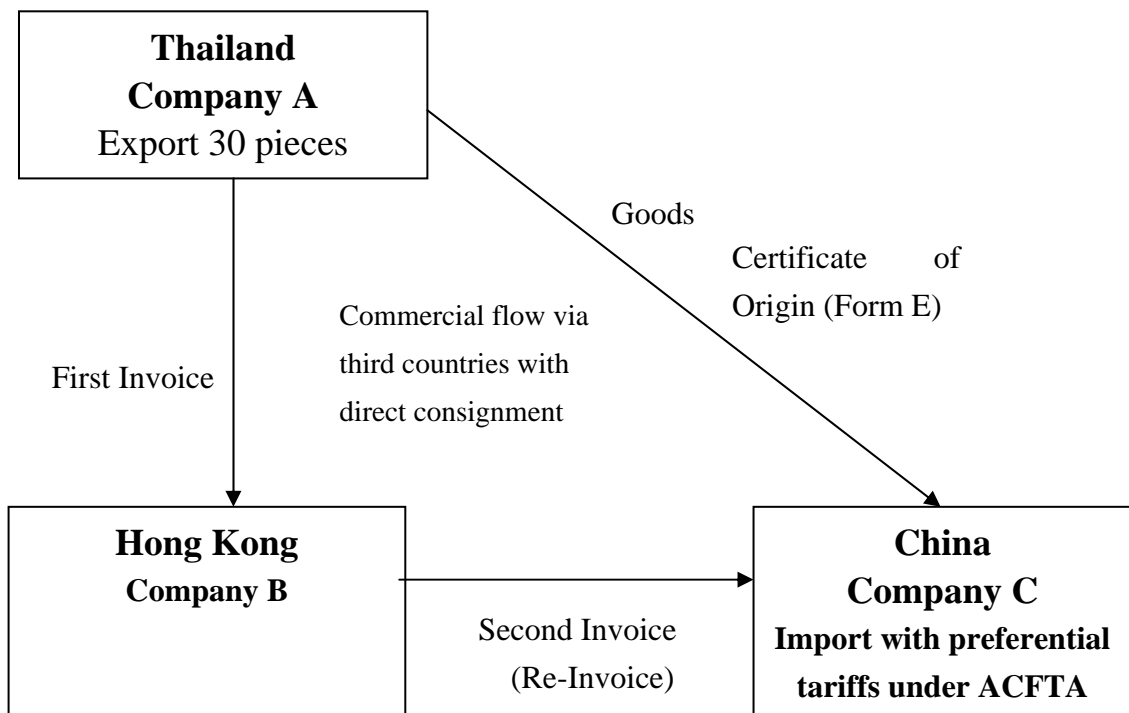 Thailand
Company A
Export 30 pieces
Goods
Certificate of
Origin (Form E)
Commercial flow via
third countries with
direct consignment
First Invoice
Hong Kong
Company B
Second Invoice
(Re-Invoice)
China
Company C
Import with preferential
tariffs under ACFTA